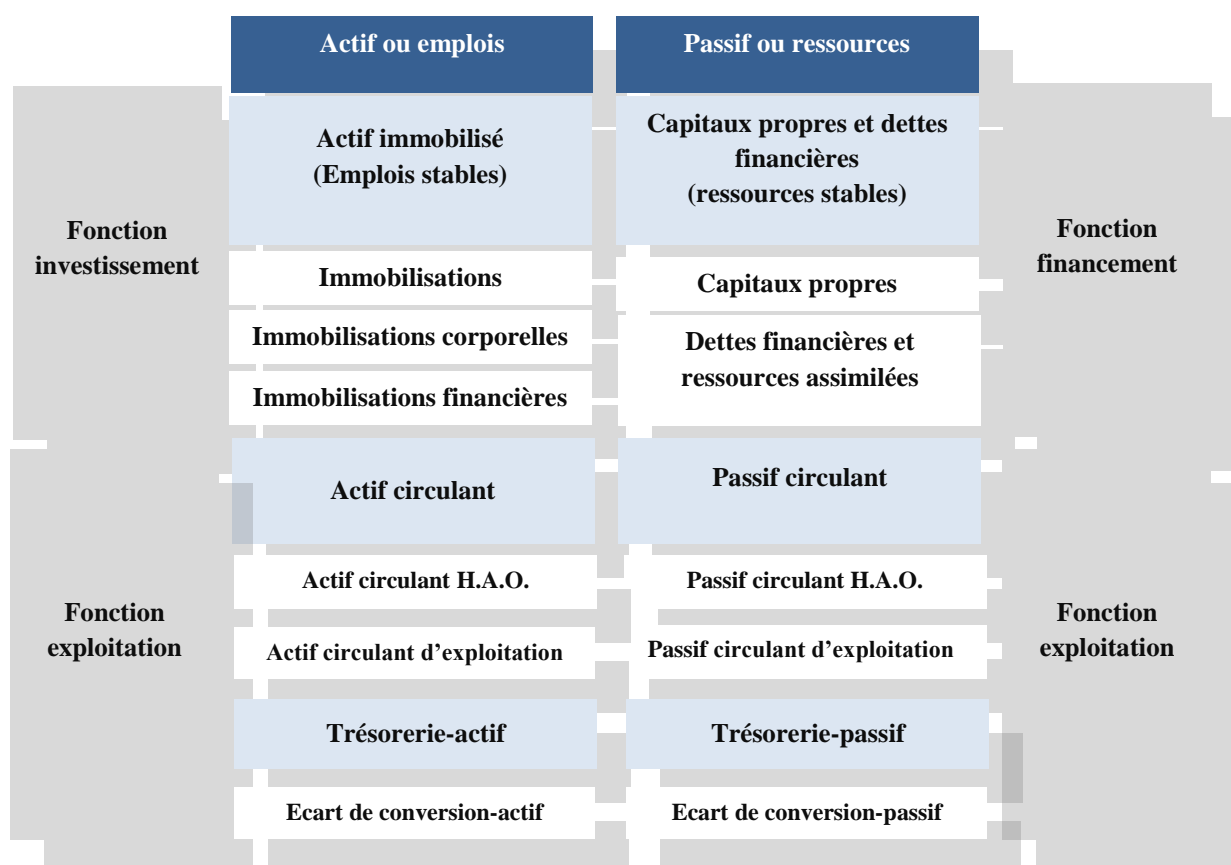 Actif ou emplois
Passif ou ressources
Fonction
investissement
Actif immobilisé
(Emplois stables)
Capitaux propres et dettes
financières
(ressources stables)
Fonction
financement
Immobilisations
Capitaux propres
Immobilisations corporelles
Dettes financières et
ressources assimilées
Immobilisations financières
Actif circulant
Passif circulant
Fonction
exploitation
Actif circulant H.A.O.
Passif circulant H.A.O.
Fonction
exploitation
Actif circulant d’exploitation
Passif circulant d’exploitation
Trésorerie-actif
Trésorerie-passif
Ecart de conversion-actif
Ecart de conversion-passif